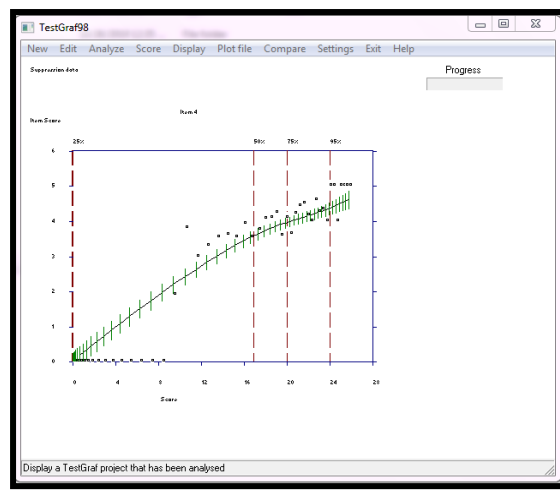 TestGraf98
New Edit Analyze Score Display Plot file Compare Settings Exit Help
Suppression data
Progress
Item 4
Item Score
25% 50% 75% 95%
6
5
4
3
2
1
0
0 4 8 12 16 20 24 28
Score
Display a TestGraf project that has been analysed